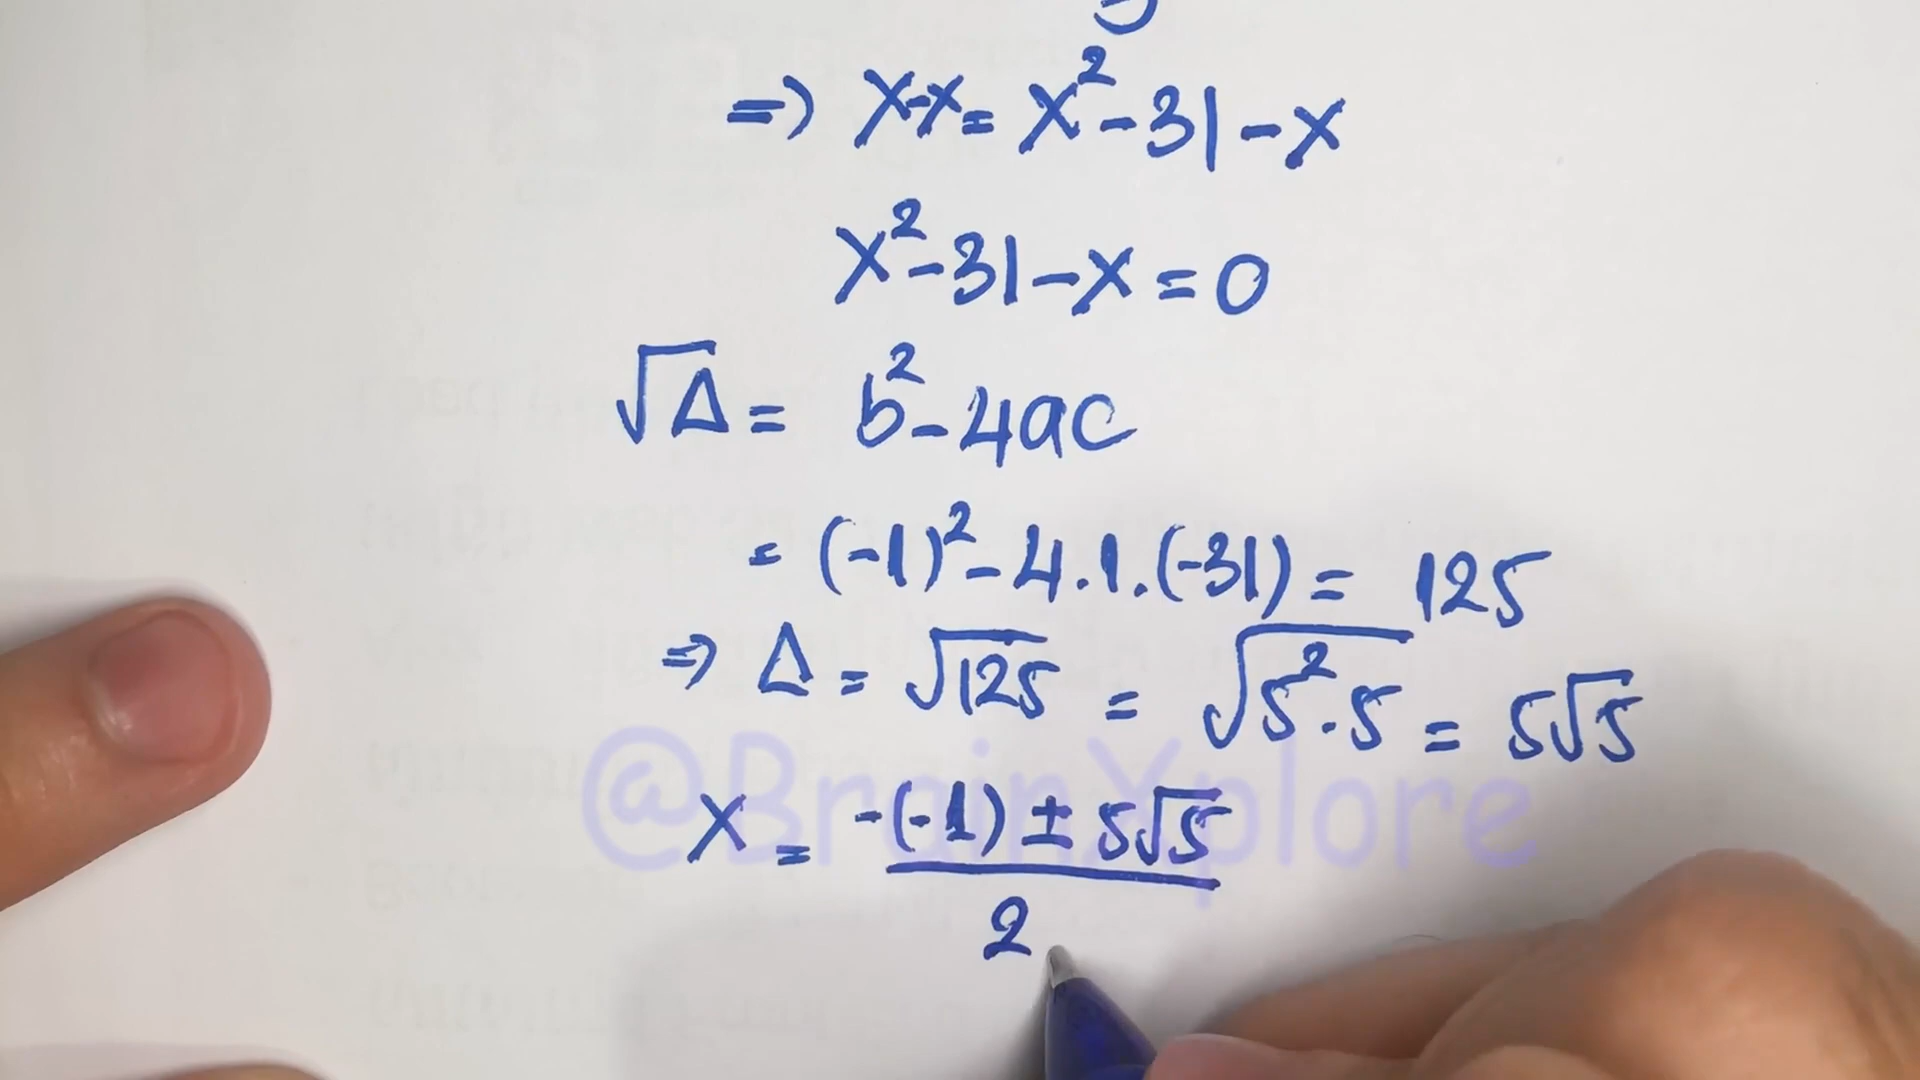 => x-x = x² - 31 - x
x² - 31 - x = 0
√Δ = b² - 4ac
= (-1)² - 4.1.(-31) = 125
=> Δ = √125 = √5².5 = 5√5
@BrainXplore
x = -(-1) ± 5√5
2